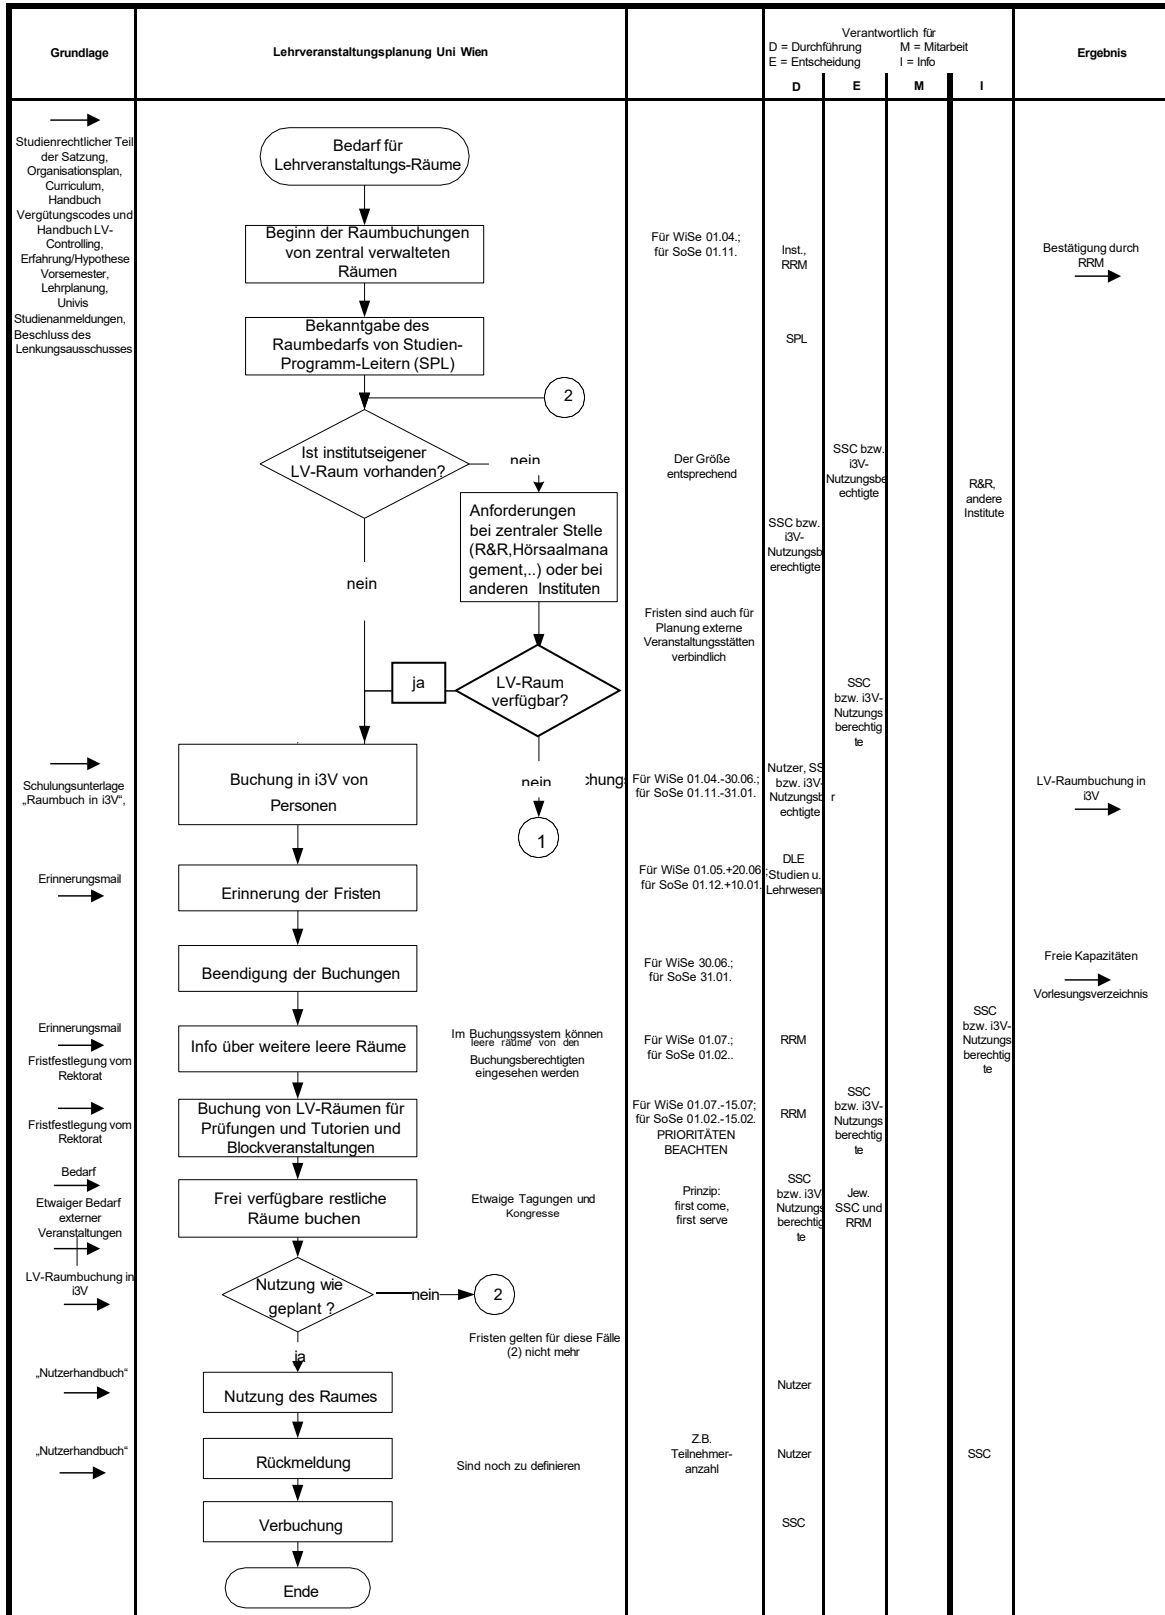 Grundlage
Lehrveranstaltungsplanung Uni Wien
Verantwortlich für
D = Durchführung M = Mitarbeit
E = Entscheidung I = Info
D E M I
Ergebnis
Studienrechtlicher Teil
der Satzung,
Organisationsplan,
Curriculum,
Handbuch
Vergütungscodes und
Handbuch LV-
Controlling,
Erfahrung/Hypothese
Vorsemester,
Lehrplanung,
Univis
Studienanmeldungen,
Beschluss des
Lenkungsausschusses
Bedarf für
Lehrveranstaltungs-Räume
Beginn der Raumbuchungen
von zentral verwalteten
Räumen
Für WiSe 01.04.;
für SoSe 01.11.
Inst.,
RRM
Bestätigung durch
RRM
Bekanntgabe des
Raumbedarfs von Studien-
Programm-Leitern (SPL)
SPL
2
Ist institutseigener
LV-Raum vorhanden?
nein
Der Größe
entsprechend
SSC bzw.
i3V-
Nutzungsbe
echtigte
R&R,
andere
Institute
Anforderungen
bei zentraler Stelle
(R&R,Hörsaalmana
gement,..) oder bei
anderen Instituten
SSC bzw.
i3V-
Nutzungsb
erechtigte
nein
Fristen sind auch für
Planung externe
Veranstaltungsstätten
verbindlich
ja
LV-Raum
verfügbar?
SSC
bzw. i3V-
Nutzungs
berechtig
te
Schulungsunterlage
„Raumbuch in i3V“,
Buchung in i3V von
Personen
nein
chungs
1
Für WiSe 01.04.-30.06.;
für SoSe 01.11.-31.01.
Nutzer, SS
bzw. i3V-
Nutzungsb r
echtigte
LV-Raumbuchung in
i3V
Erinnerungsmail
Erinnerung der Fristen
Für WiSe 01.05.+20.06.;
für SoSe 01.12.+10.01.
DLE
Studien u.
Lehrwesen
Beendigung der Buchungen
Für WiSe 30.06.;
für SoSe 31.01.
Freie Kapazitäten
Vorlesungsverzeichnis
Erinnerungsmail
Fristfestlegung vom
Rektorat
Info über weitere leere Räume
Im Buchungssystem können
leere räume von den
Buchungsberechtigten
eingesehen werden
Für WiSe 01.07.;
für SoSe 01.02..
RRM
SSC
bzw. i3V-
Nutzungs
berechtig
te
Fristfestlegung vom
Rektorat
Buchung von LV-Räumen für
Prüfungen und Tutorien und
Blockveranstaltungen
Für WiSe 01.07.-15.07;
für SoSe 01.02.-15.02.
PRIORITÄTEN
BEACHTEN
RRM
SSC
bzw. i3V-
Nutzungs
berechtig
te
Bedarf
Etwaiger Bedarf
externer
Veranstaltungen
Frei verfügbare restliche
Räume buchen
Etwaige Tagungen und
Kongresse
Prinzip:
first come,
first serve
SSC
bzw. i3V
Nutzungs
berechtig
te
Jew.
SSC und
RRM
LV-Raumbuchung in
i3V
Nutzung wie
geplant ?
nein
2
Fristen gelten für diese Fälle
(2) nicht mehr
ja
„Nutzerhandbuch“
Nutzung des Raumes
Nutzer
„Nutzerhandbuch“
Rückmeldung
Sind noch zu definieren
Z.B.
Teilnehmer-
anzahl
Nutzer
SSC
Verbuchung
SSC
Ende